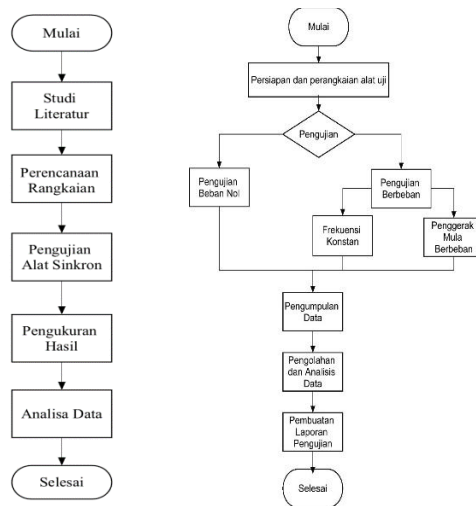 Mulai
Studi
Literatur
Perencanaan
Rangkaian
Pengujian
Alat Sinkron
Pengukuran
Hasil
Analisa Data
Selesai
Mulai
Persiapan dan perangkaian alat uji
Pengujian
Pengujian
Beban Nol
Pengujian
Berbeban
Frekuensi
Konstan
Penggerak
Mula
Berbeban
Pengumpulan
Data
Pengolahan
dan Analisis
Data
Pembuatan
Laporan
Pengujian
Selesai